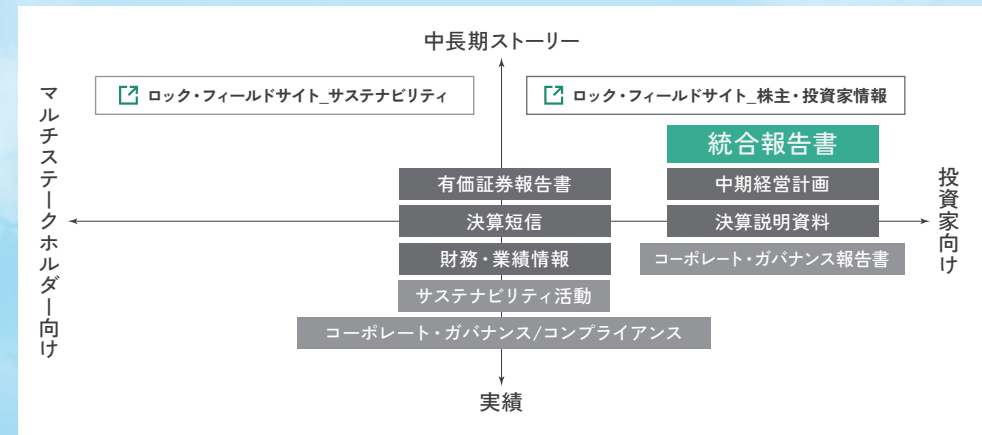 中長期ストーリー
マルチステークホルダー向け
ロック・フィールドサイト_サステナビリティ
ロック・フィールドサイト_株主・投資家情報
統合報告書
有価証券報告書
中期経営計画
決算短信
決算説明資料
財務・業績情報
コーポレート・ガバナンス報告書
サステナビリティ活動
コーポレート・ガバナンス/コンプライアンス
投資家向け
実績